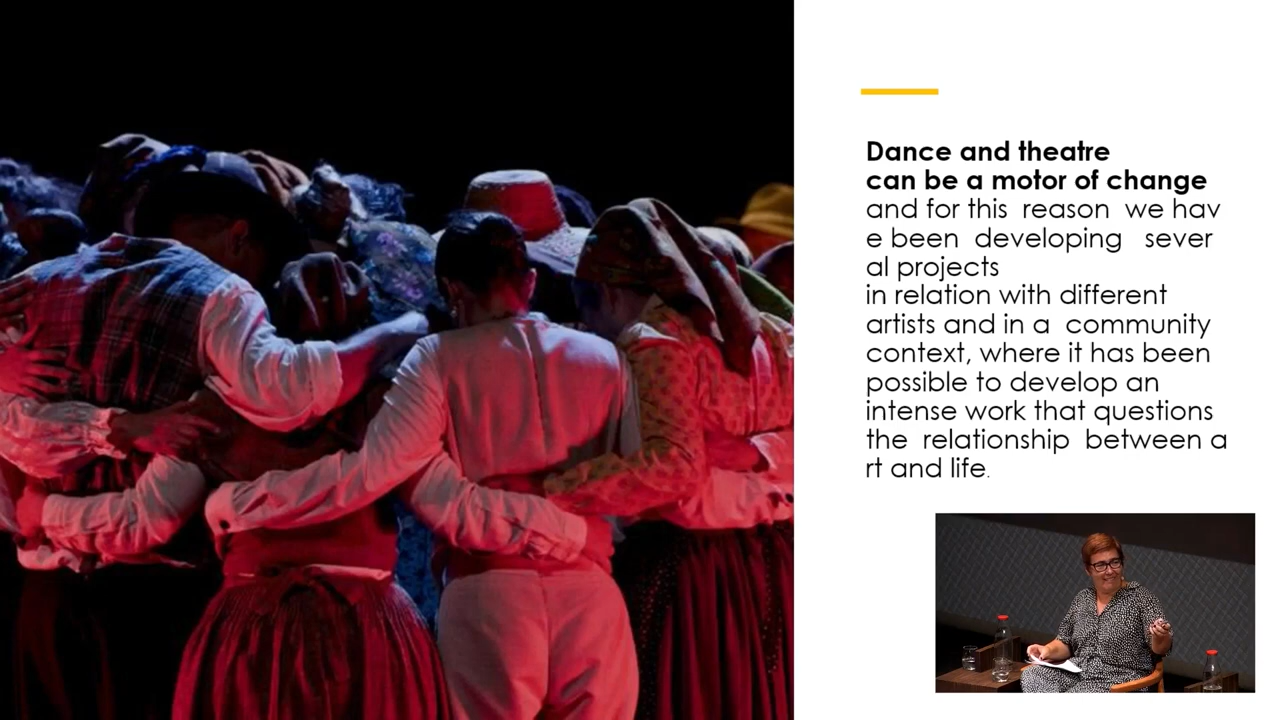 Dance and theatre
can be a motor of change
and for this  reason  we hav
e been  developing   sever
al projects
in relation with different
artists and in a  community
context, where it has been
possible to develop an
intense work that questions
the  relationship  between a
rt and life.